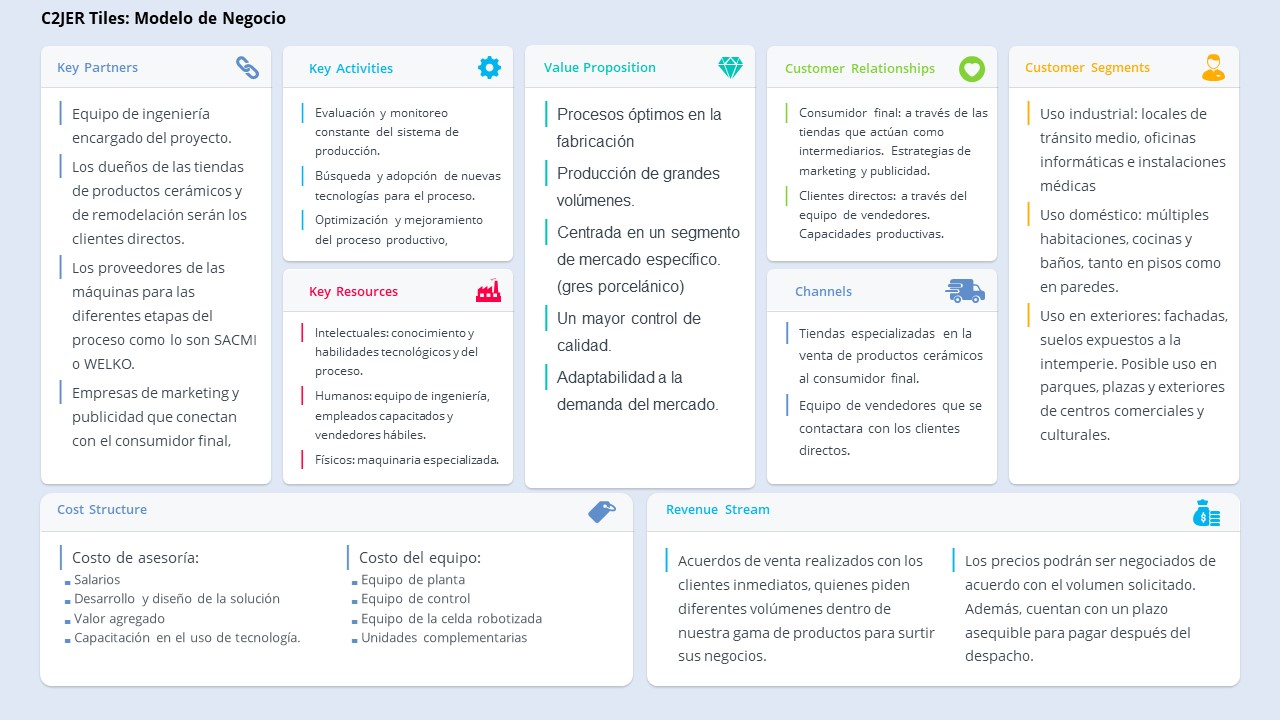 C2JER Tiles: Modelo de Negocio
Key Partners
Equipo de ingeniería
encargado del proyecto.
Los dueños de las tiendas
de productos cerámicos y
de remodelación serán los
clientes directos.
Los proveedores de las
máquinas para las
diferentes etapas del
proceso como lo son SACMI
o WELKO.
Empresas de marketing y
publicidad que conectan
con el consumidor final,
Key Activities
Evaluación y monitoreo
constante del sistema de
producción.
Búsqueda y adopción de nuevas
tecnologías para el proceso.
Optimización y mejoramiento
del proceso productivo,
Key Resources
Intelectuales: conocimiento y
habilidades tecnológicos y del
proceso.
Humanos: equipo de ingeniería,
empleados capacitados y
vendedores hábiles.
Físicos: maquinaria especializada.
Value Proposition
Procesos óptimos en la
fabricación
Producción de grandes
volúmenes.
Centrada en un segmento
de mercado específico.
(gres porcelánico)
Un mayor control de
calidad.
Adaptabilidad a la
demanda del mercado.
Customer Relationships
Consumidor final: a través de las
tiendas que actúan como
intermediarios. Estrategias de
marketing y publicidad.
Clientes directos: a través del
equipo de vendedores.
Capacidades productivas.
Channels
Tiendas especializadas en la
venta de productos cerámicos
al consumidor final.
Equipo de vendedores que se
contactara con los clientes
directos.
Customer Segments
Uso industrial: locales de
tránsito medio, oficinas
informáticas e instalaciones
médicas
Uso doméstico: múltiples
habitaciones, cocinas y
baños, tanto en pisos como
en paredes.
Uso en exteriores: fachadas,
suelos expuestos a la
intemperie. Posible uso en
parques, plazas y exteriores
de centros comerciales y
culturales.
Cost Structure
Costo de asesoría:
Salarios
Desarrollo y diseño de la solución
Valor agregado
Capacitación en el uso de tecnología.
Costo del equipo:
Equipo de planta
Equipo de control
Equipo de la celda robotizada
Unidades complementarias
Revenue Stream
Acuerdos de venta realizados con los
clientes inmediatos, quienes piden
diferentes volúmenes dentro de
nuestra gama de productos para surtir
sus negocios.
Los precios podrán ser negociados de
acuerdo con el volumen solicitado.
Además, cuentan con un plazo
asequible para pagar después del
despacho.